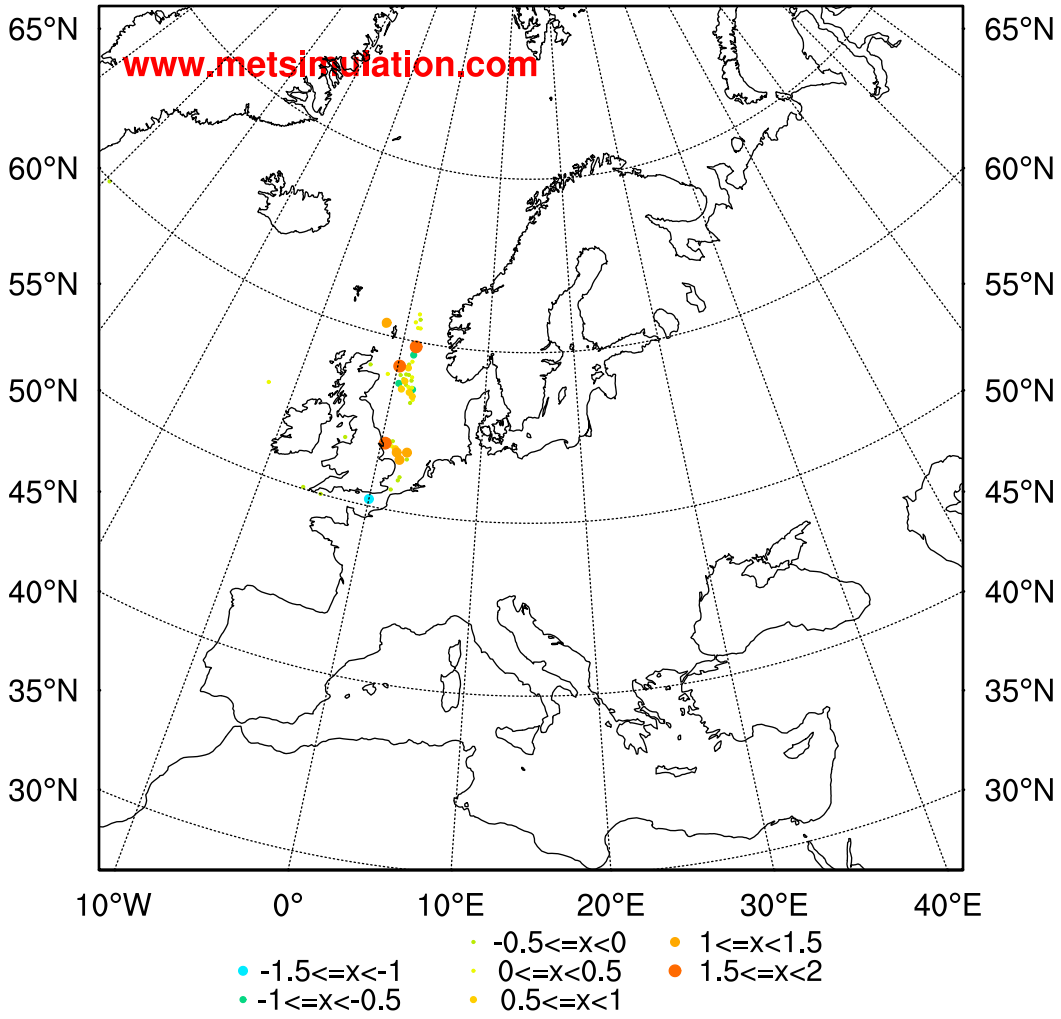 65°N 65°N
www.metsimulation.com
60°N 60°N
55°N 55°N
50°N 50°N
45°N 45°N
40°N 40°N
35°N 35°N
30°N 30°N
10°W 0° 10°E 20°E 30°E 40°E
-0.5<=x<0 1<=x<1.5
-1.5<=x<-1 0<=x<0.5 1.5<=x<2
-1<=x<-0.5 0.5<=x<1